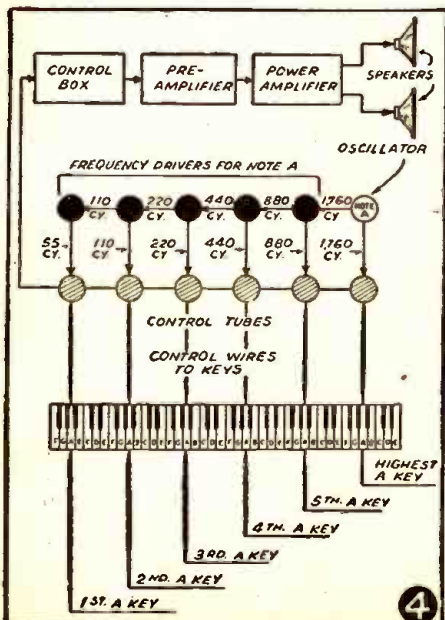 CONTROL
BOX
PRE-
AMPLIFIER
POWER
AMPLIFIER
SPEAKERS
OSCILLATOR
FREQUENCY DRIVERS FOR NOTE A
110
CY.
220
CY.
440
CY.
880
CY.
1,760
CY
NOTE
A
55
CY.
110
CY.
220
CY.
440
CY.
880
CY.
1,760
CY.
CONTROL TUBES
CONTROL WIRES
TO KEYS
HIGHEST
A KEY
5TH. A KEY
4TH. A KEY
3RD. A KEY
2ND. A KEY
1ST. A KEY
4